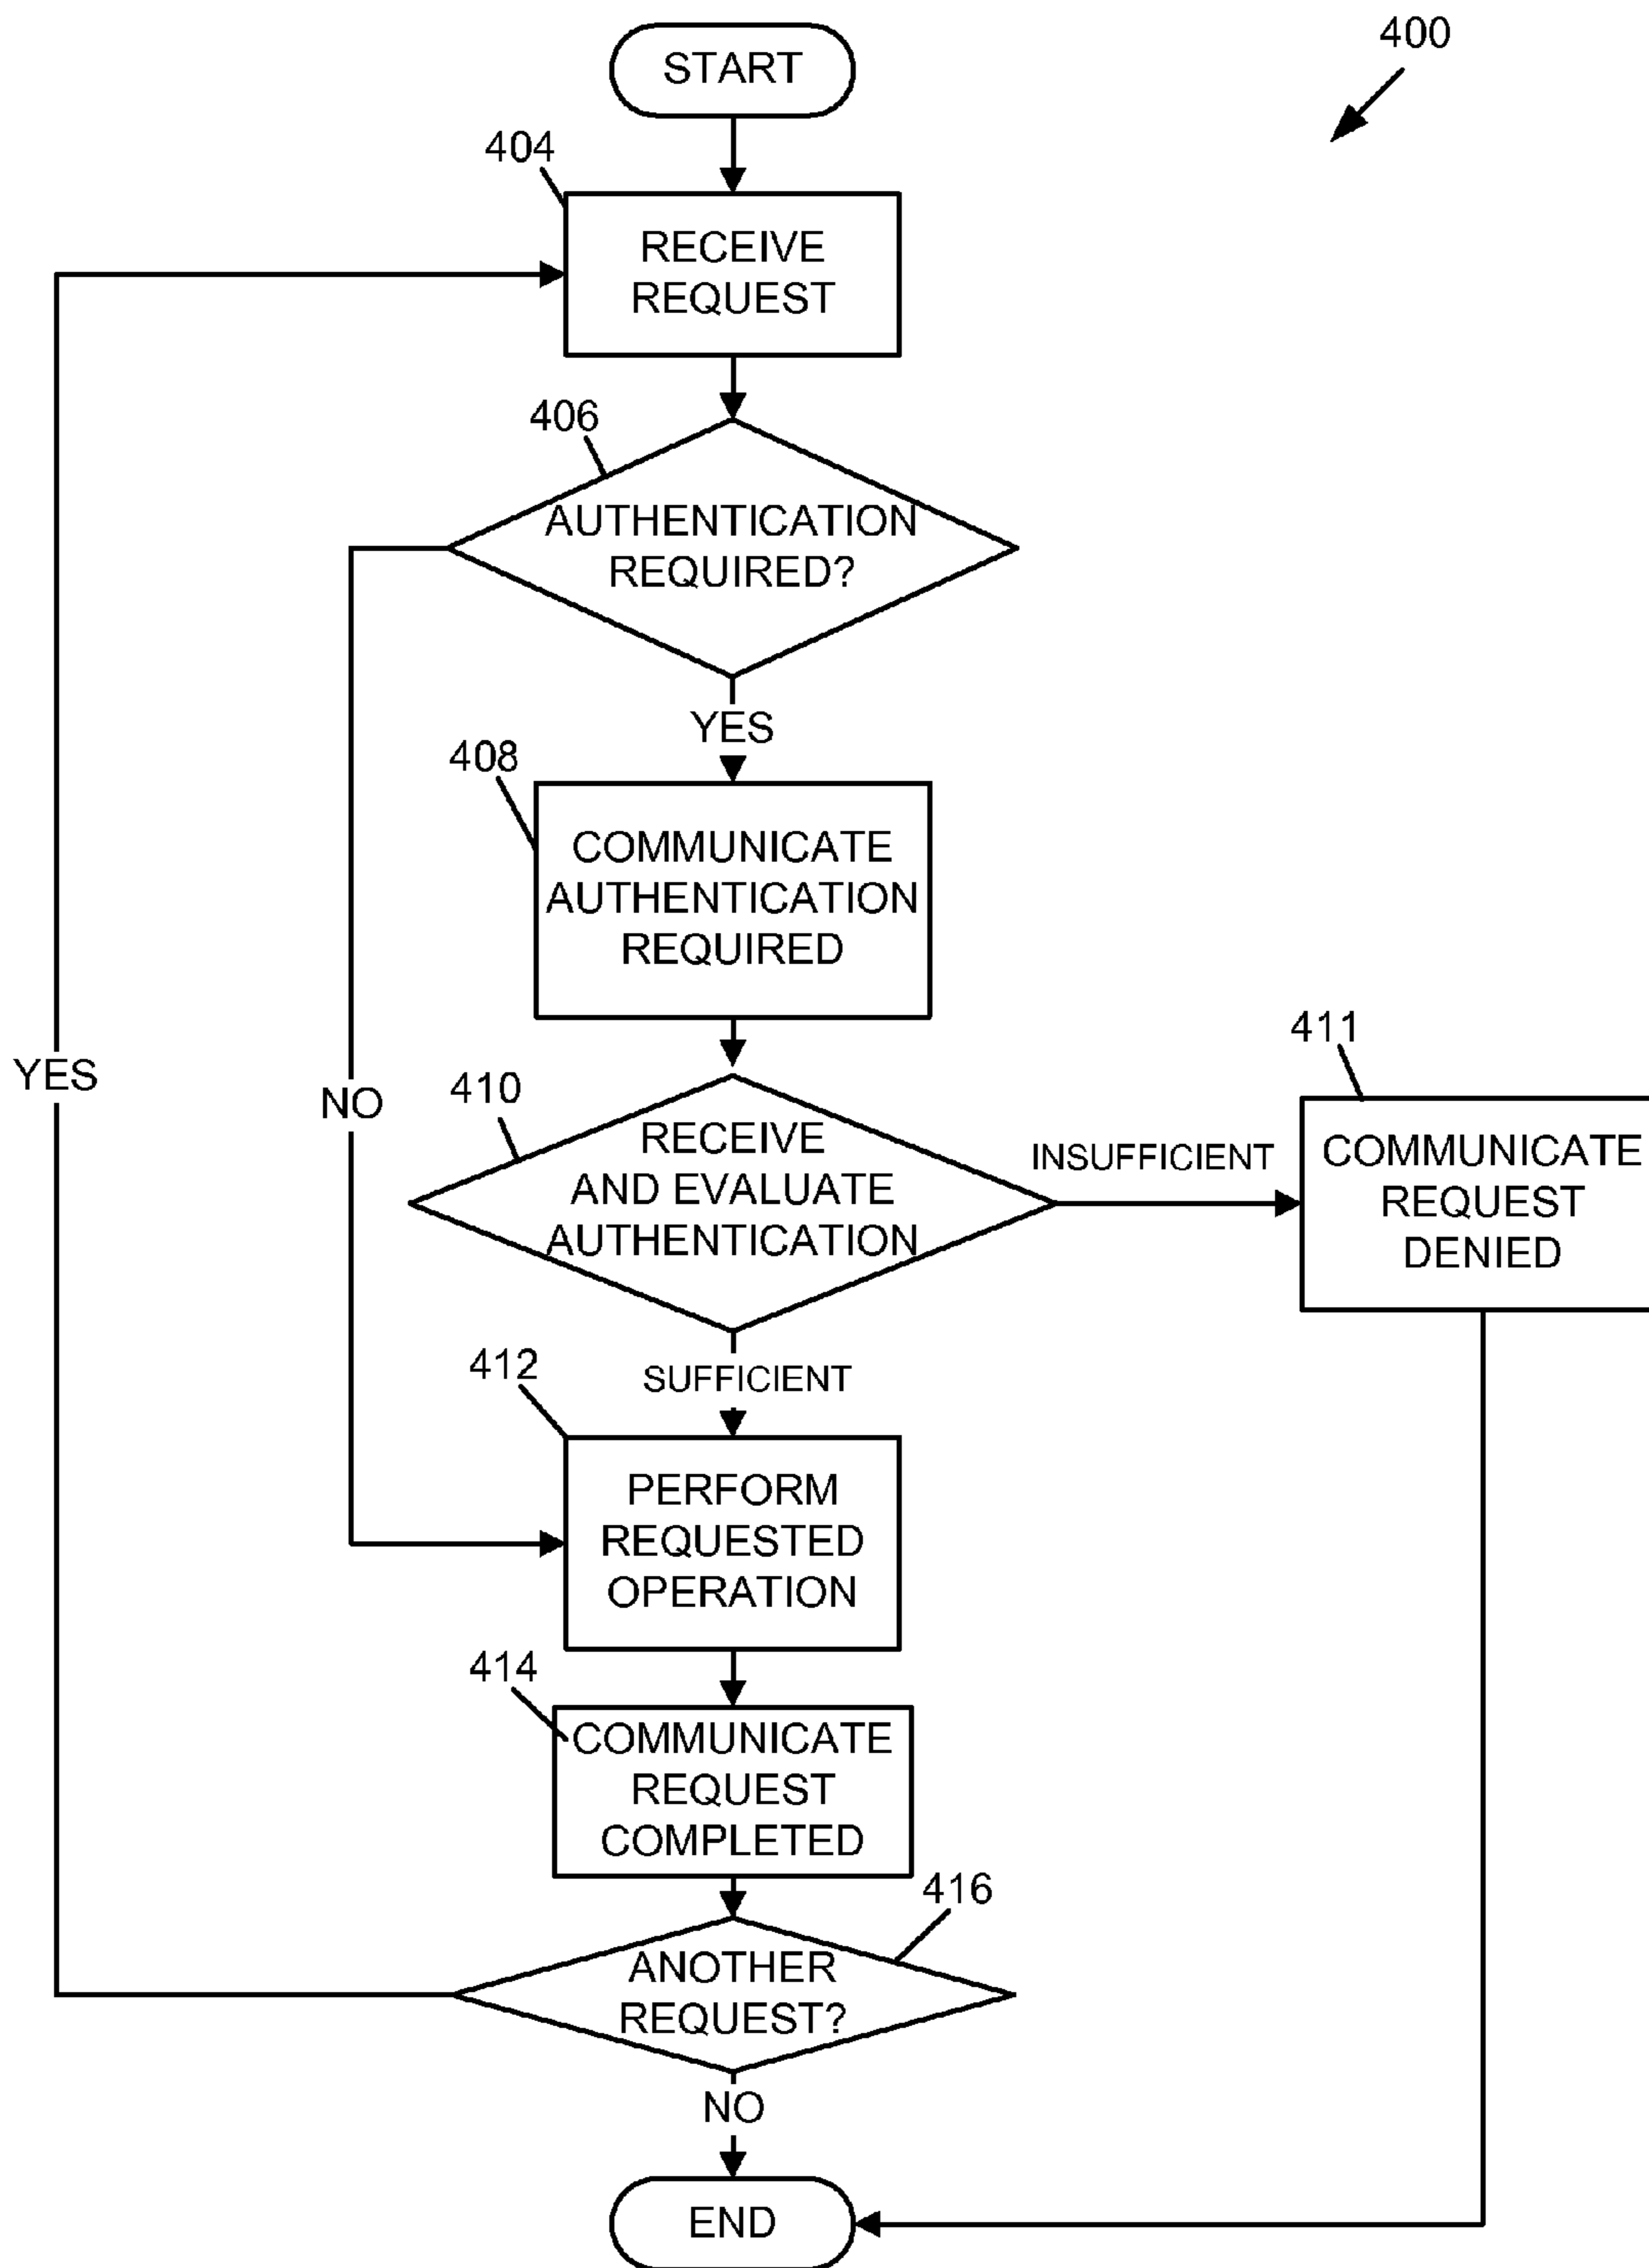 START
400
404
RECEIVE
REQUEST
406
AUTHENTICATION
REQUIRED?
YES
408
COMMUNICATE
AUTHENTICATION
REQUIRED
YES
NO
410
RECEIVE
AND EVALUATE
AUTHENTICATION
INSUFFICIENT
411
COMMUNICATE
REQUEST
DENIED
SUFFICIENT
412
PERFORM
REQUESTED
OPERATION
414
COMMUNICATE
REQUEST
COMPLETED
416
ANOTHER
REQUEST?
NO
END